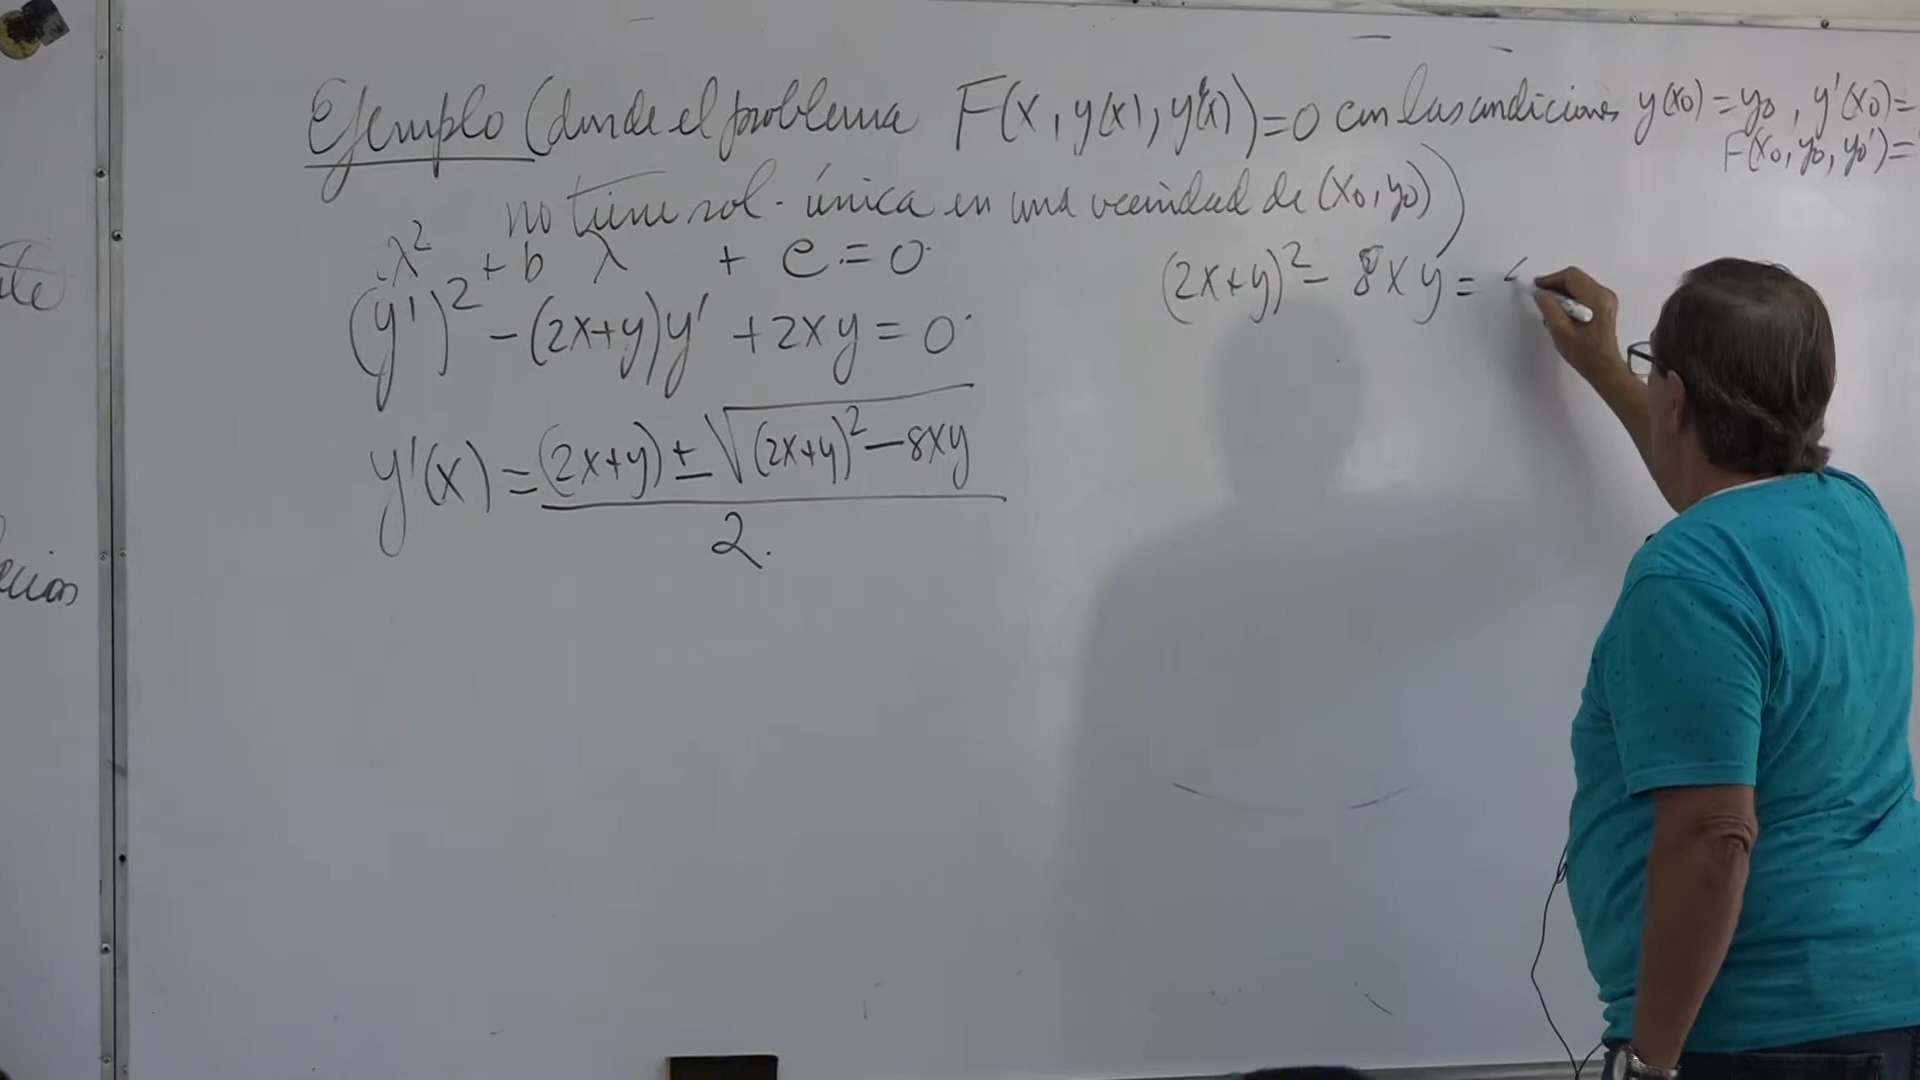 Ejemplo (donde el problema F(x, y(x), y'(x))=0 con las condiciones y(x0)=y0, y'(x0)=
F(x0, y0, y0')=
no tiene sol. única en una vecindad de (x0, y0))
λ² + b λ + c = 0
(y')² - (2x+y)y' + 2xy = 0
(2x+y)² - 8xy =
y'(x) = (2x+y) ± √(2x+y)² - 8xy
2